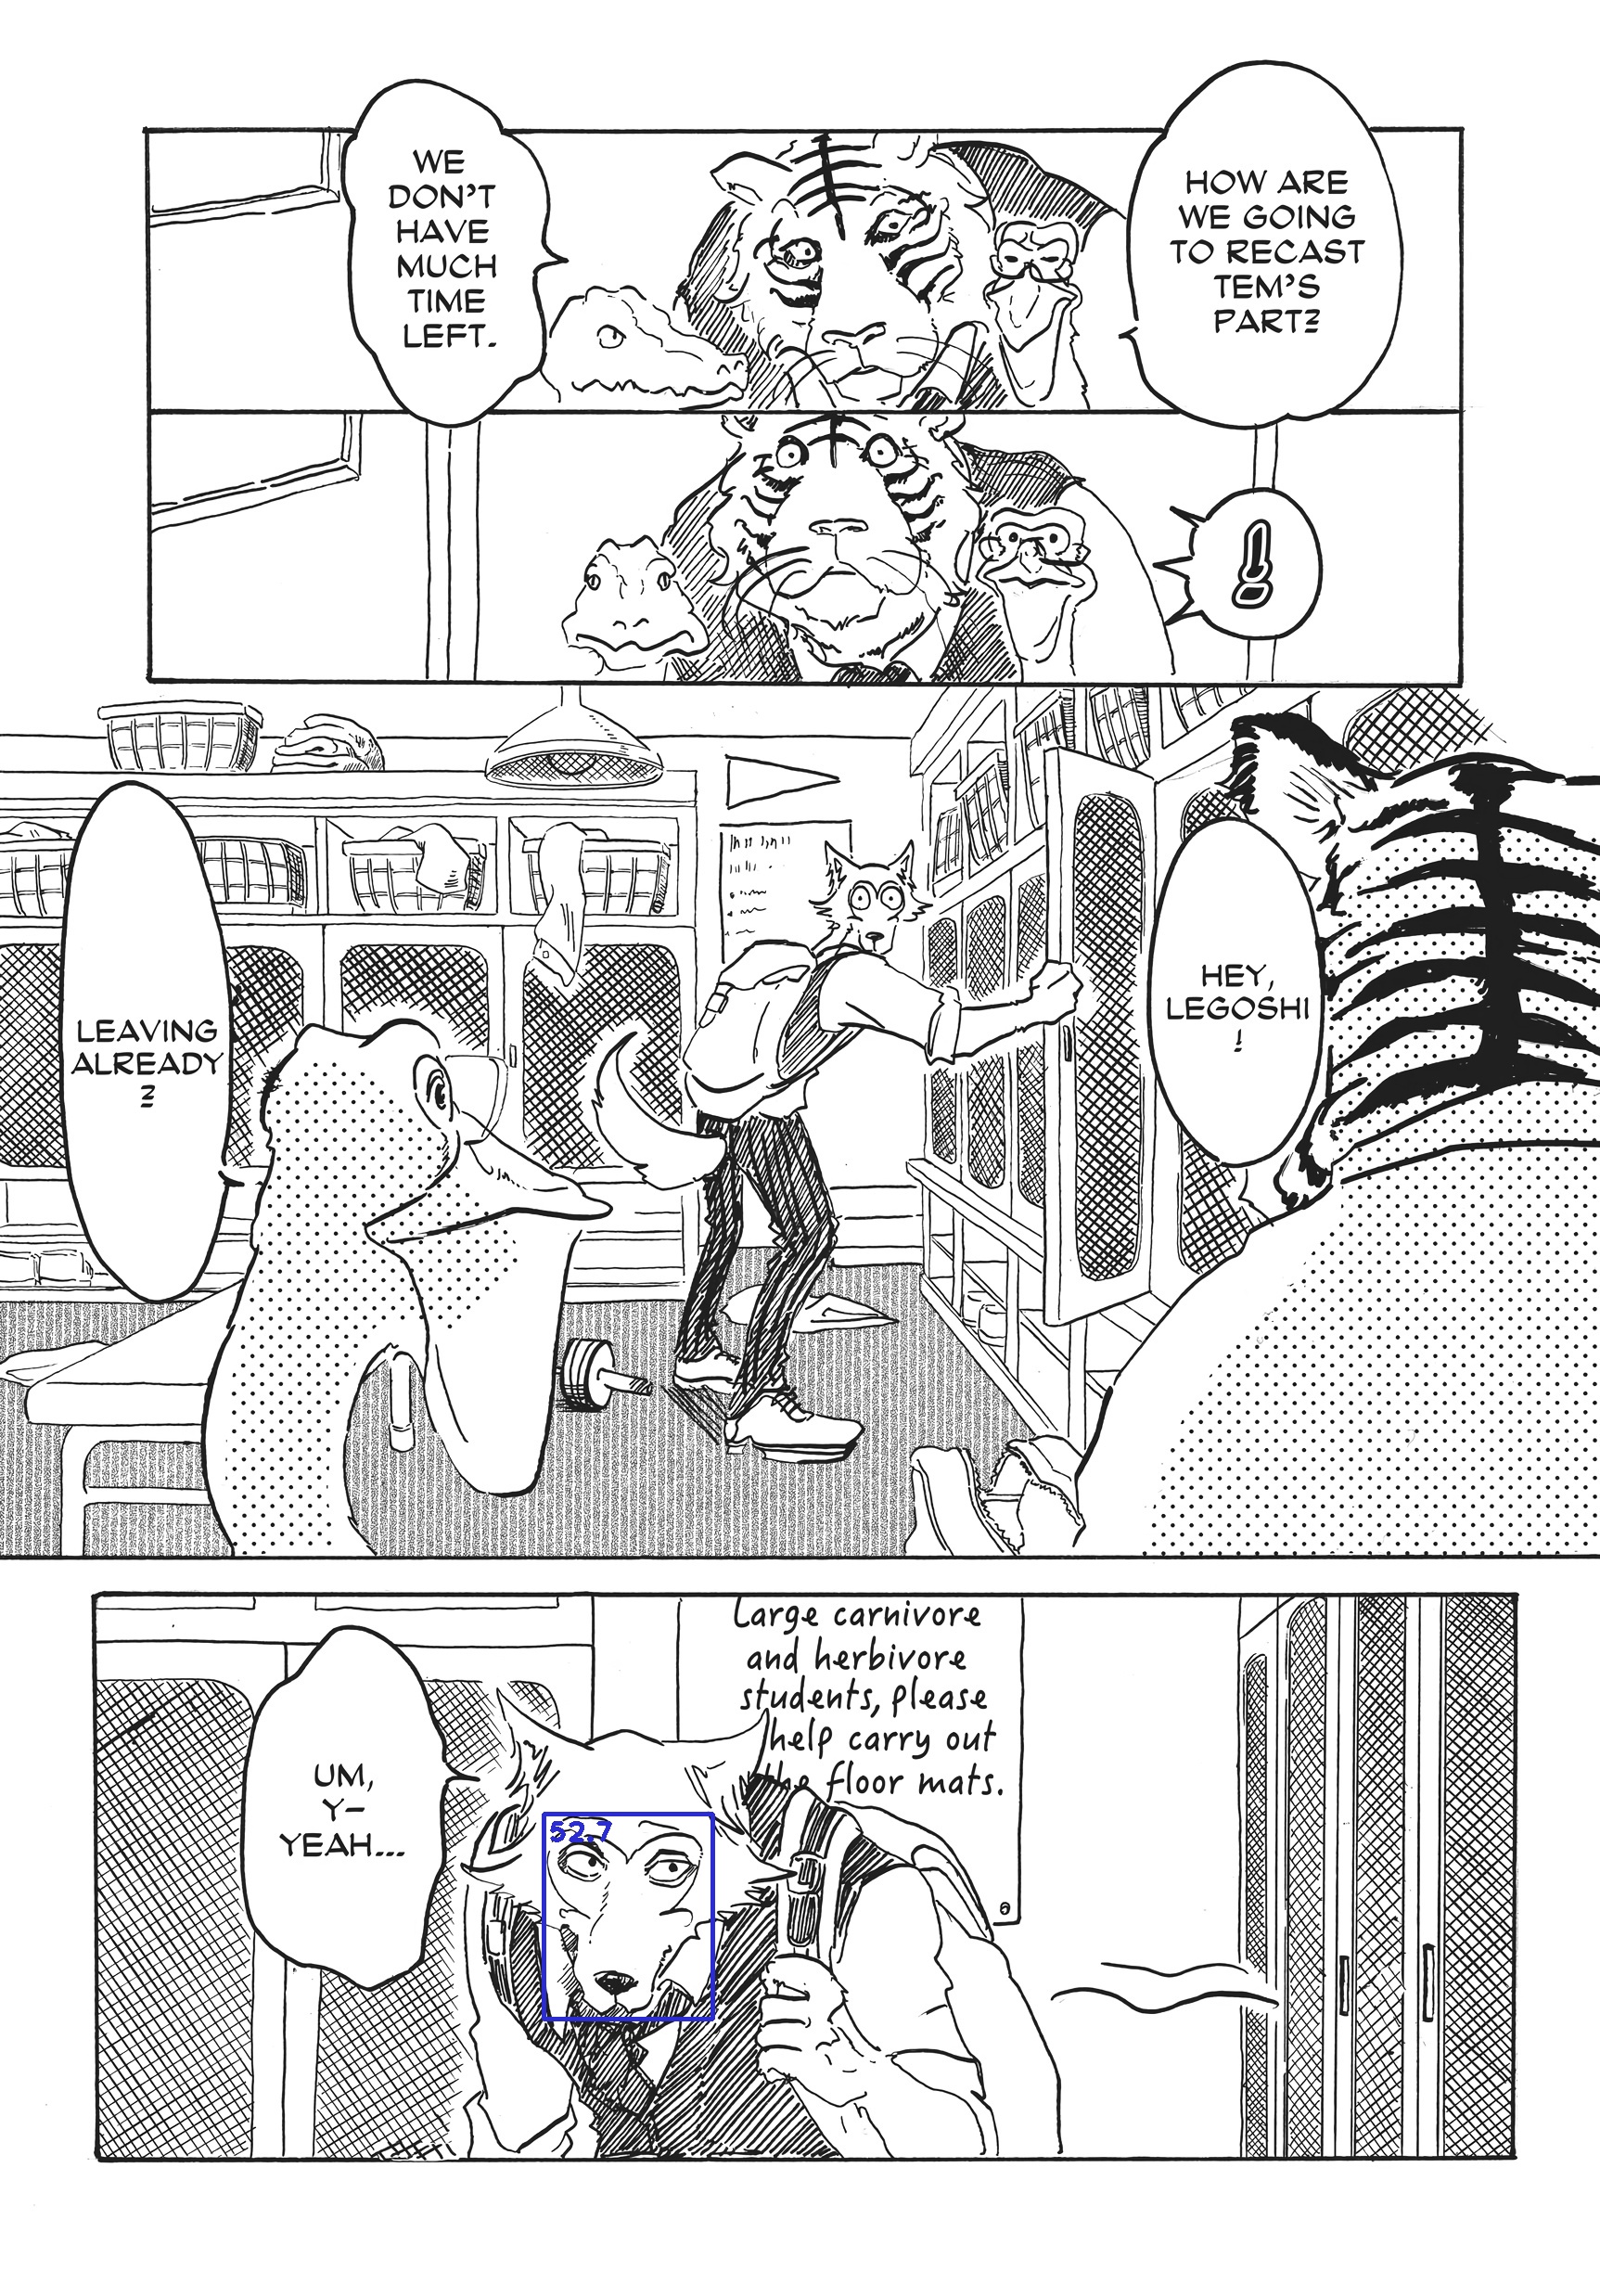 HOW ARE
WE GOING
TO RECAST
TEM'S
PART?
WE
DON'T
HAVE
MUCH
TIME
LEFT.
!
HEY,
LEGOSHI
!
LEAVING
ALREADY
?
Large carnivore
and herbivore
students, please
help carry out
the floor mats.
UM,
Y-
YEAH...
52.7